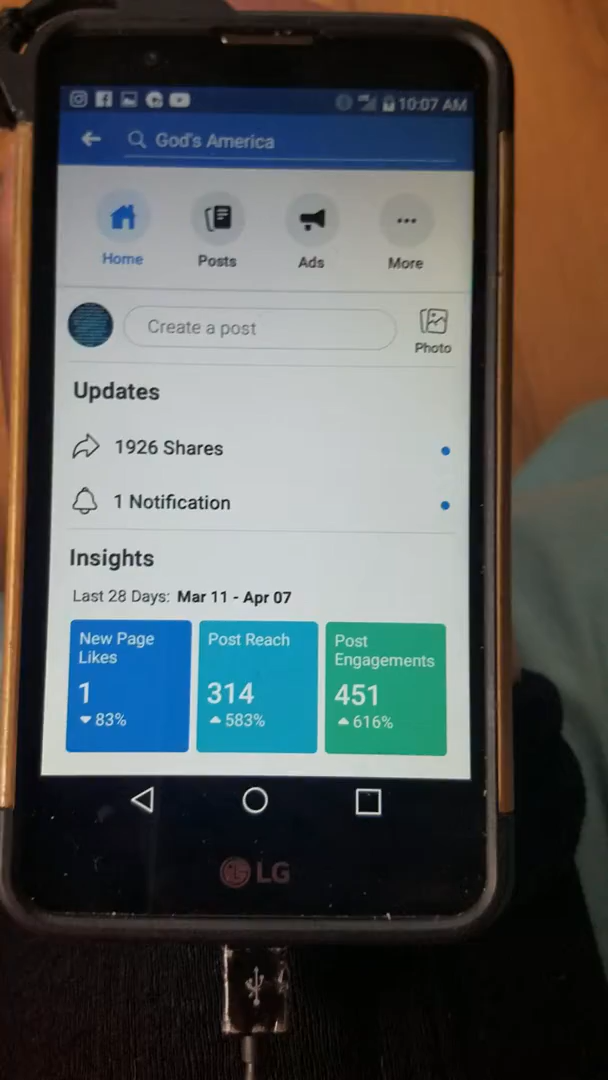 10:07 AM
God's America
Home Posts Ads More
Create a post
Photo
Updates
1926 Shares
1 Notification
Insights
Last 28 Days: Mar 11 - Apr 07
New Page
Likes
1
83%
Post Reach
314
583%
Post
Engagements
451
616%
LG